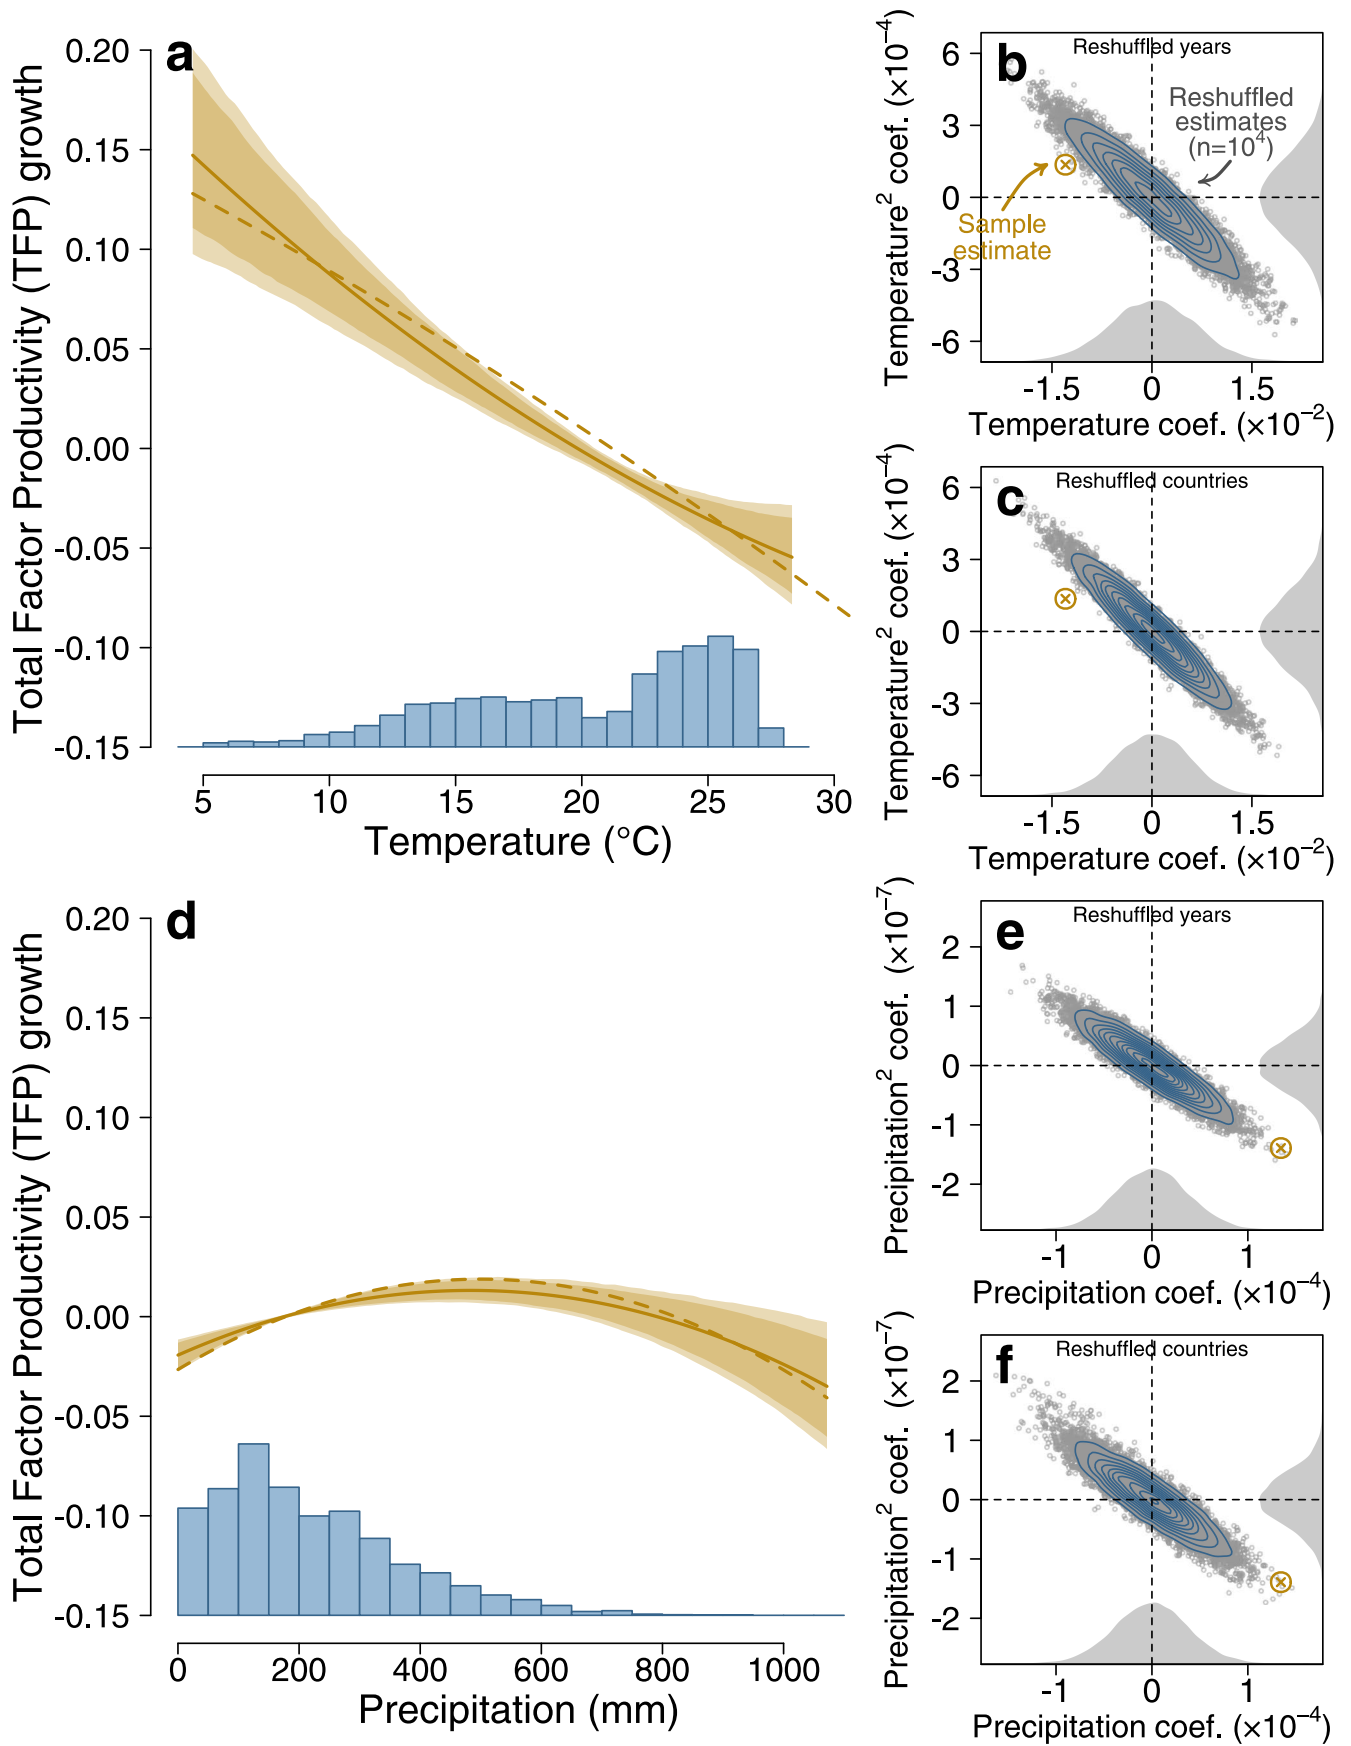 a
Total Factor Productivity (TFP) growth
0.20
0.15
0.10
0.05
0.00
-0.05
-0.10
-0.15
5 10 15 20 25 30
Temperature (°C)
b
Reshuffled years
Reshuffled
estimates
(n=10⁴)
Sample
estimate
Temperature² coef. (×10⁻⁴)
6
3
0
-3
-6
-1.5 0 1.5
Temperature coef. (×10⁻²)
c
Reshuffled countries
Temperature² coef. (×10⁻⁴)
6
3
0
-3
-6
-1.5 0 1.5
Temperature coef. (×10⁻²)
d
Total Factor Productivity (TFP) growth
0.20
0.15
0.10
0.05
0.00
-0.05
-0.10
-0.15
0 200 400 600 800 1000
Precipitation (mm)
e
Reshuffled years
Precipitation² coef. (×10⁻⁷)
2
1
0
-1
-2
-1 0 1
Precipitation coef. (×10⁻⁴)
f
Reshuffled countries
Precipitation² coef. (×10⁻⁷)
2
1
0
-1
-2
-1 0 1
Precipitation coef. (×10⁻⁴)